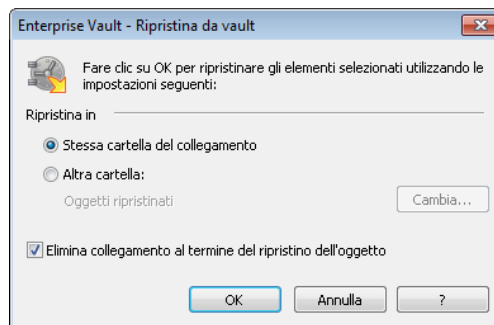 Enterprise Vault - Ripristina da vault
Fare clic su OK per ripristinare gli elementi selezionati utilizzando le
impostazioni seguenti:
Ripristina in
Stessa cartella del collegamento
Altra cartella:
Oggetti ripristinati
Cambia...
Elimina collegamento al termine del ripristino dell'oggetto
OK Annulla ?